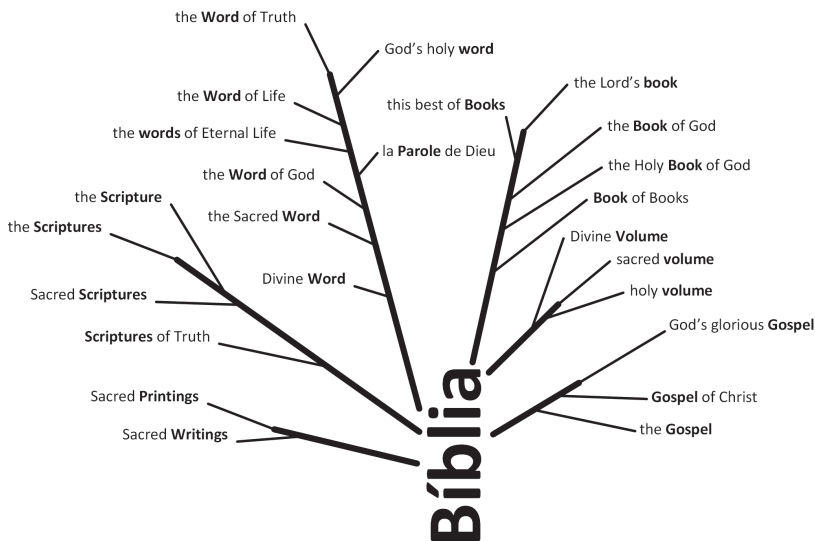 the Word of Truth
God's holy word
the Word of Life
the words of Eternal Life
la Parole de Dieu
the Word of God
the Sacred Word
Divine Word
the Lord's book
this best of Books
the Book of God
the Holy Book of God
Book of Books
Divine Volume
sacred volume
holy volume
God's glorious Gospel
Gospel of Christ
the Gospel
the Scripture
the Scriptures
Sacred Scriptures
Scriptures of Truth
Sacred Printings
Sacred Writings
Bíblia